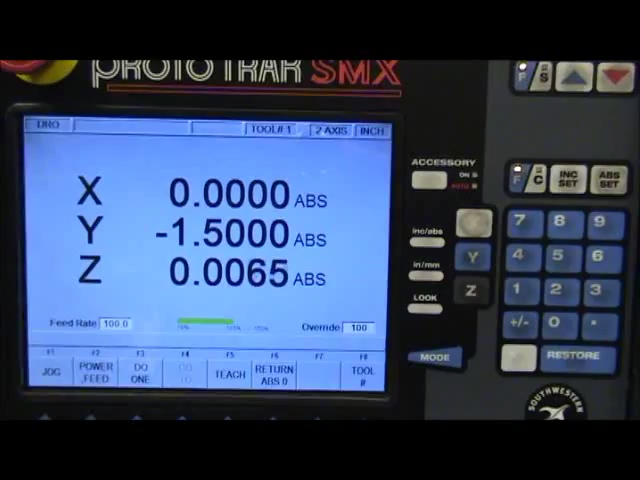 PROTOTRAK SMX
DRO TOOL# 1 2 AXIS INCH
X 0.0000 ABS
Y -1.5000 ABS
Z 0.0065 ABS
Feed Rate 100.0 Override 100
F1 F2 F3 F4 F5 F6 F7 F8
JOG POWER FEED DO ONE TEACH RETURN ABS 0 TOOL #
F S
ACCESSORY
ON
AUTO
F C INC SET ABS SET
inc/abs
in/mm
LOOK
MODE
Y
Z
7 8 9
4 5 6
1 2 3
+/- 0 .
RESTORE
SOUTHWESTERN